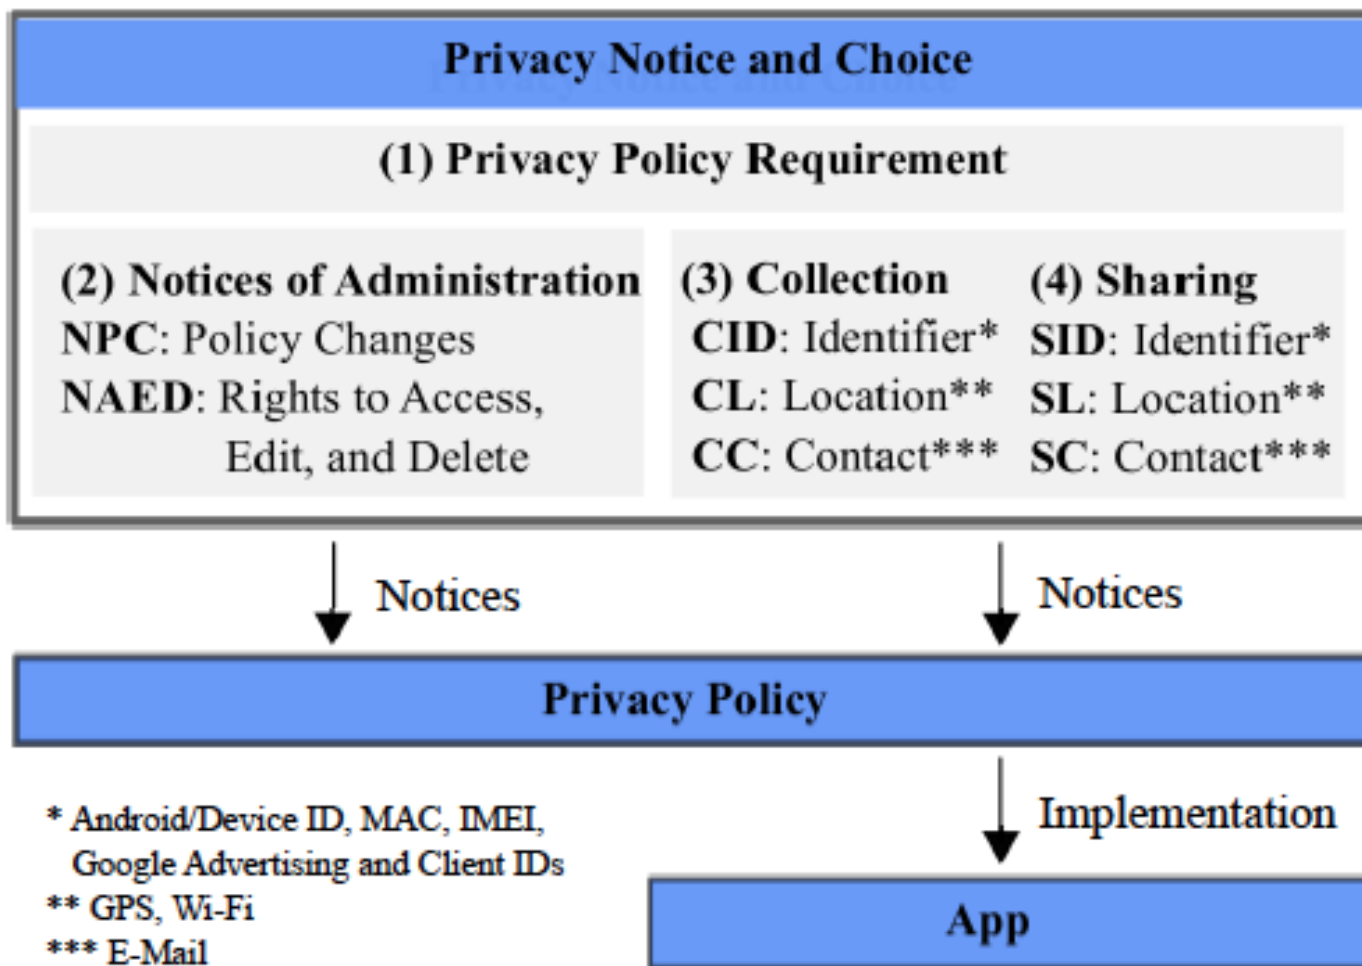 Privacy Notice and Choice
(1) Privacy Policy Requirement
(2) Notices of Administration
NPC: Policy Changes
NAED: Rights to Access,
Edit, and Delete
(3) Collection
CID: Identifier*
CL: Location**
CC: Contact***
(4) Sharing
SID: Identifier*
SL: Location**
SC: Contact***
Notices
Notices
Privacy Policy
Implementation
* Android/Device ID, MAC, IMEI,
Google Advertising and Client IDs
** GPS, Wi-Fi
*** E-Mail
App